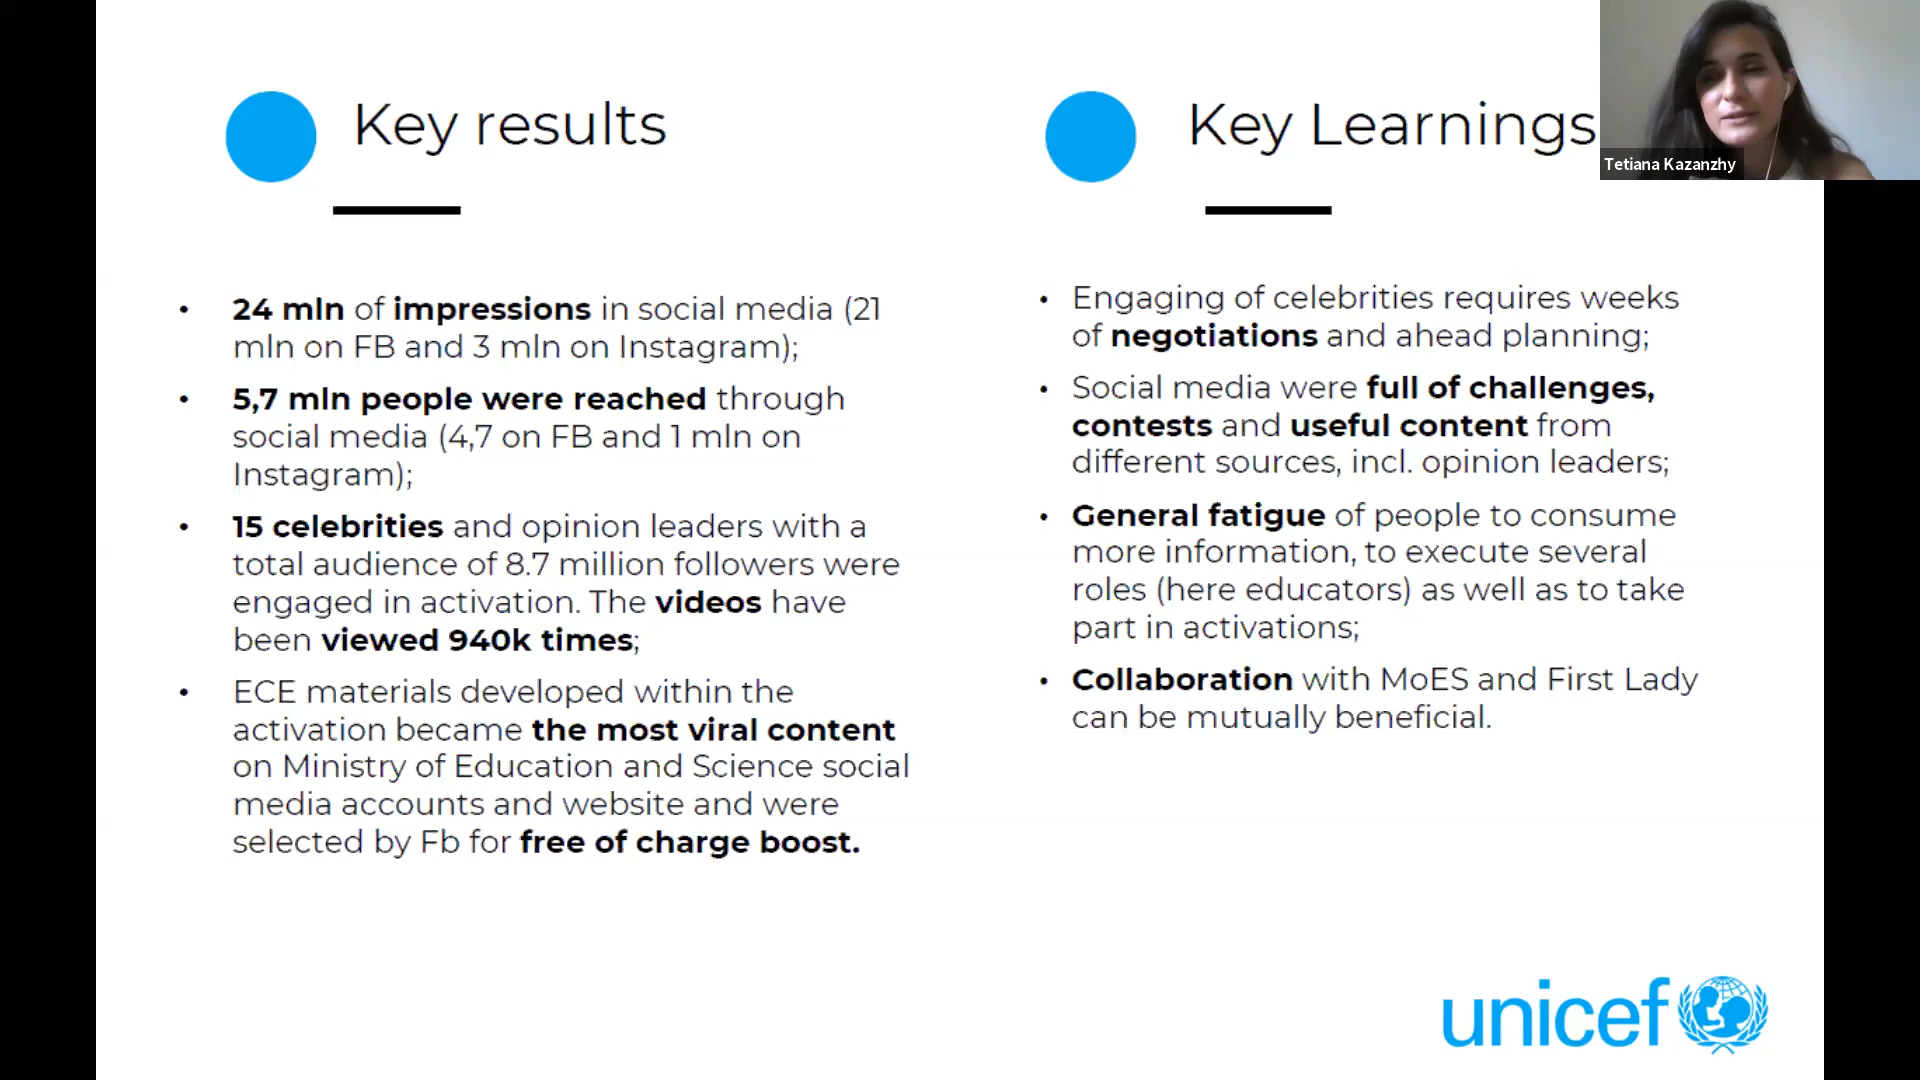 Key results
• 24 mln of impressions in social media (21
mln on FB and 3 mln on Instagram);
• 5,7 mln people were reached through
social media (4,7 on FB and 1 mln on
Instagram);
• 15 celebrities and opinion leaders with a
total audience of 8.7 million followers were
engaged in activation. The videos have
been viewed 940k times;
• ECE materials developed within the
activation became the most viral content
on Ministry of Education and Science social
media accounts and website and were
selected by Fb for free of charge boost.
Key Learnings
• Engaging of celebrities requires weeks
of negotiations and ahead planning;
• Social media were full of challenges,
contests and useful content from
different sources, incl. opinion leaders;
• General fatigue of people to consume
more information, to execute several
roles (here educators) as well as to take
part in activations;
• Collaboration with MoES and First Lady
can be mutually beneficial.
Tetiana Kazanzhy
unicef